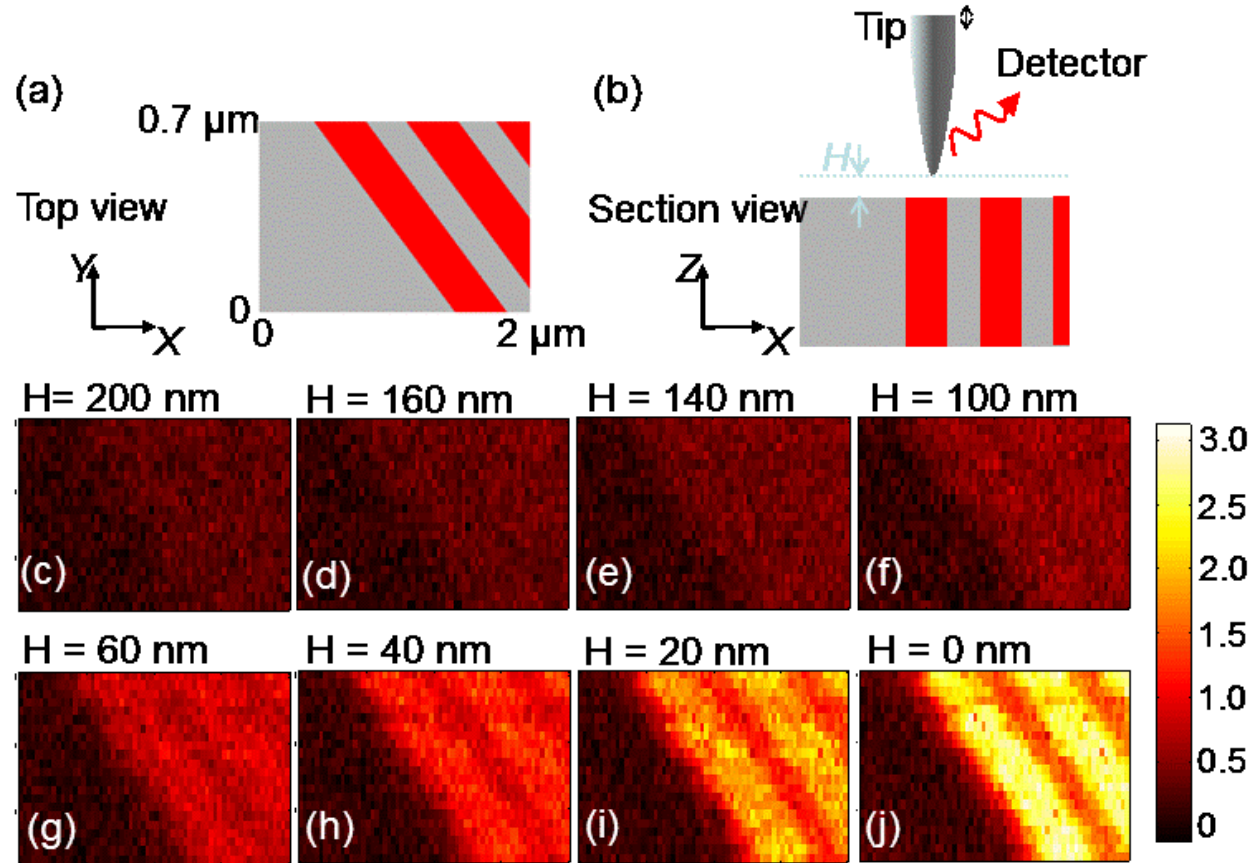 (a)
0.7 µm
Top view
Y
X
0
0
2 µm
(b)
Tip
Detector
H
Section view
Z
X
H= 200 nm
H = 160 nm
H = 140 nm
H = 100 nm
(c)
(d)
(e)
(f)
H = 60 nm
H = 40 nm
H = 20 nm
H = 0 nm
(g)
(h)
(i)
(j)
3.0
2.5
2.0
1.5
1.0
0.5
0